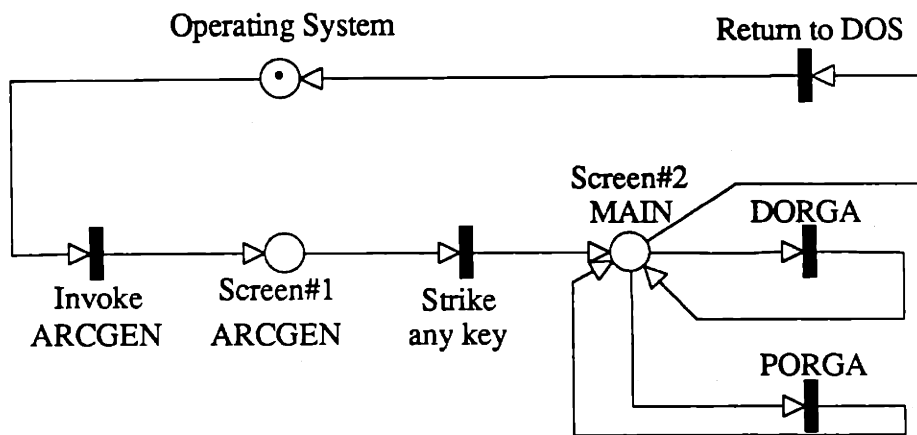 Operating System
Return to DOS
Screen#2
MAIN
DORGA
Invoke
ARCGEN
Screen#1
ARCGEN
Strike
any key
PORGA